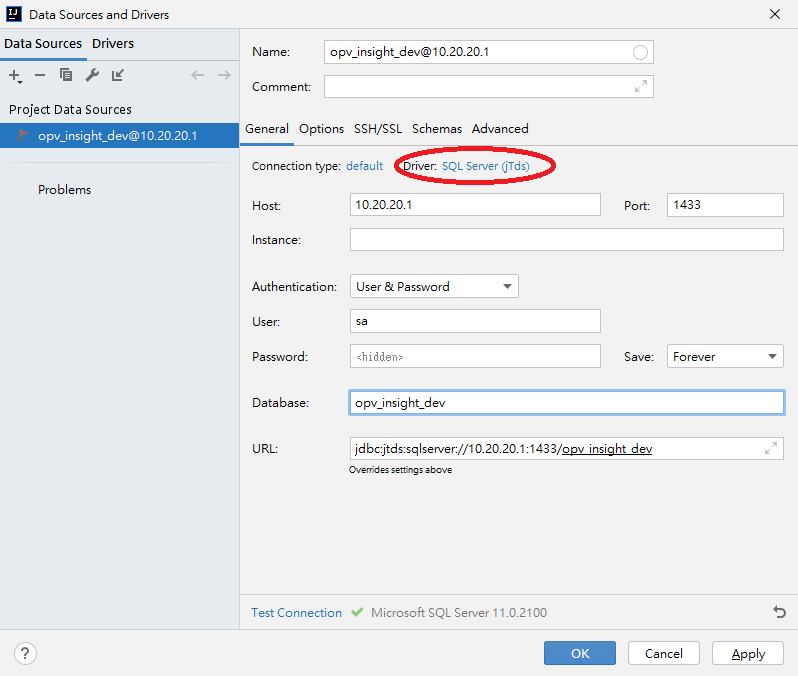 Data Sources and Drivers
Data Sources Drivers
Project Data Sources
opv_insight_dev@10.20.20.1
Problems
Name: opv_insight_dev@10.20.20.1
Comment:
General Options SSH/SSL Schemas Advanced
Connection type: default Driver: SQL Server (jTds)
Host: 10.20.20.1 Port: 1433
Instance:
Authentication: User & Password
User: sa
Password: <hidden> Save: Forever
Database: opv_insight_dev
URL: jdbc:jtds:sqlserver://10.20.20.1:1433/opv_insight_dev
Overrides settings above
Test Connection Microsoft SQL Server 11.0.2100
? OK Cancel Apply